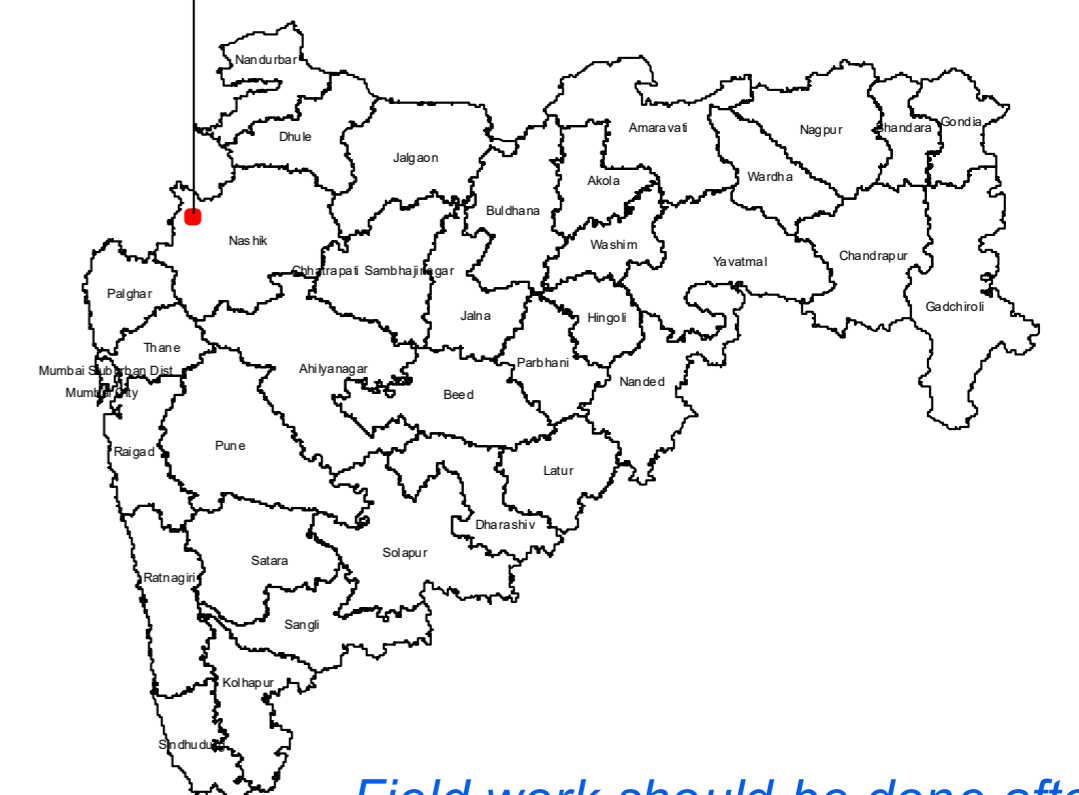 Nandurbar
Dhule
Jalgaon
Amaravati
Nagpur
Bhandara
Gondia
Akola
Wardha
Buldhana
Nashik
Washim
Chhatrapati Sambhajinagar
Yavatmal
Chandrapur
Palghar
Gadchiroli
Jalna
Hingoli
Thane
Parbhani
Ahilyanagar
Mumbai Suburban Dist
Nanded
Mumbai City
Beed
Raigad
Pune
Latur
Dharashiv
Solapur
Satara
Ratnagiri
Sangli
Kolhapur
Field work should be done